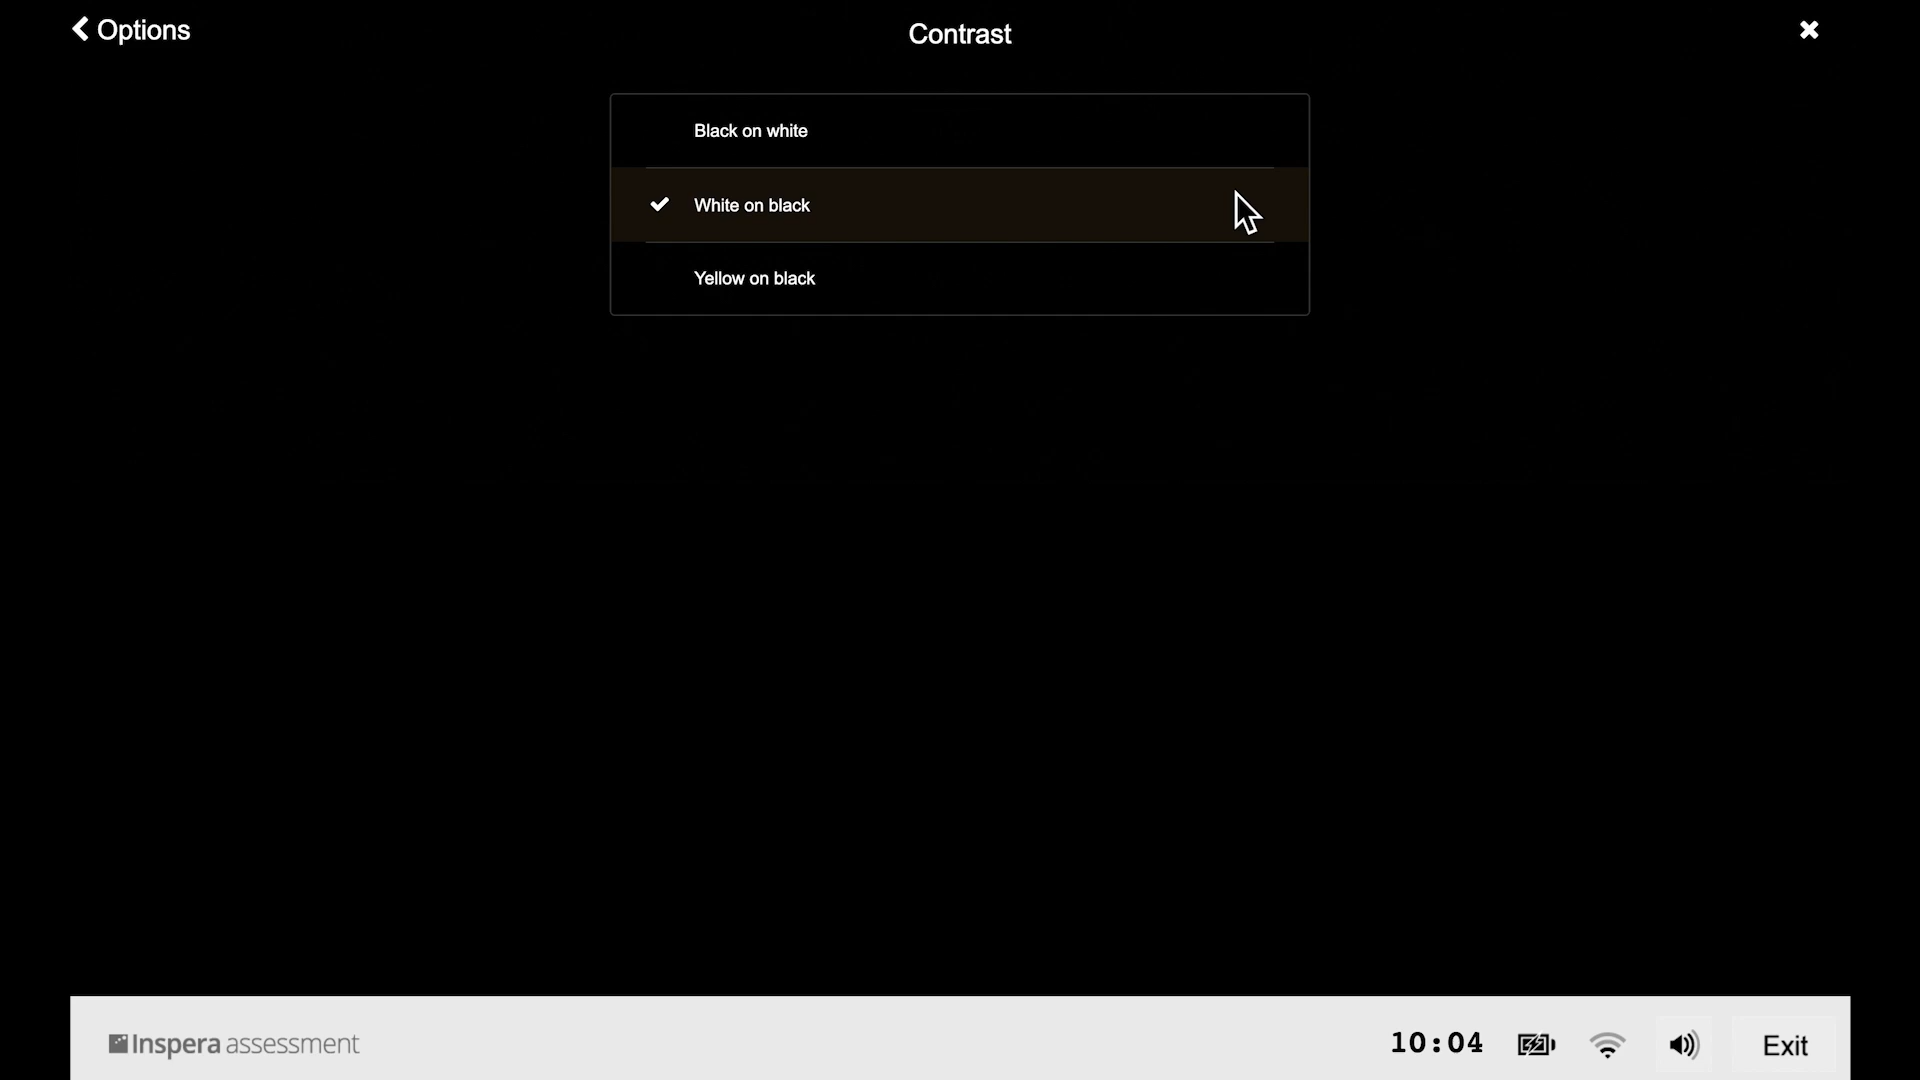 Options
Contrast
Black on white
White on black
Yellow on black
Inspera assessment
10:04
Exit